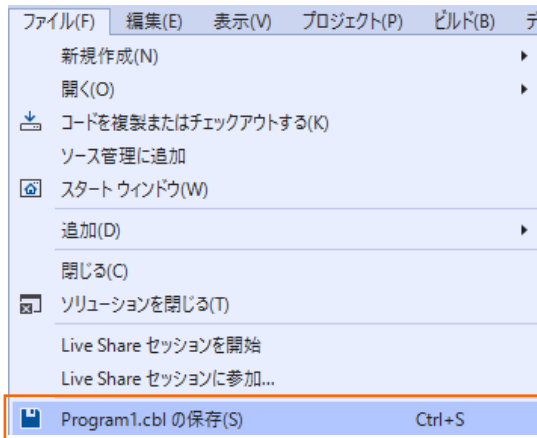 ファイル(F) 編集(E) 表示(V) プロジェクト(P) ビルド(B) デ
新規作成(N)
開く(O)
コードを複製またはチェックアウトする(K)
ソース管理に追加
スタート ウィンドウ(W)
追加(D)
閉じる(C)
ソリューションを閉じる(T)
Live Share セッションを開始
Live Share セッションに参加...
Program1.cbl の保存(S) Ctrl+S